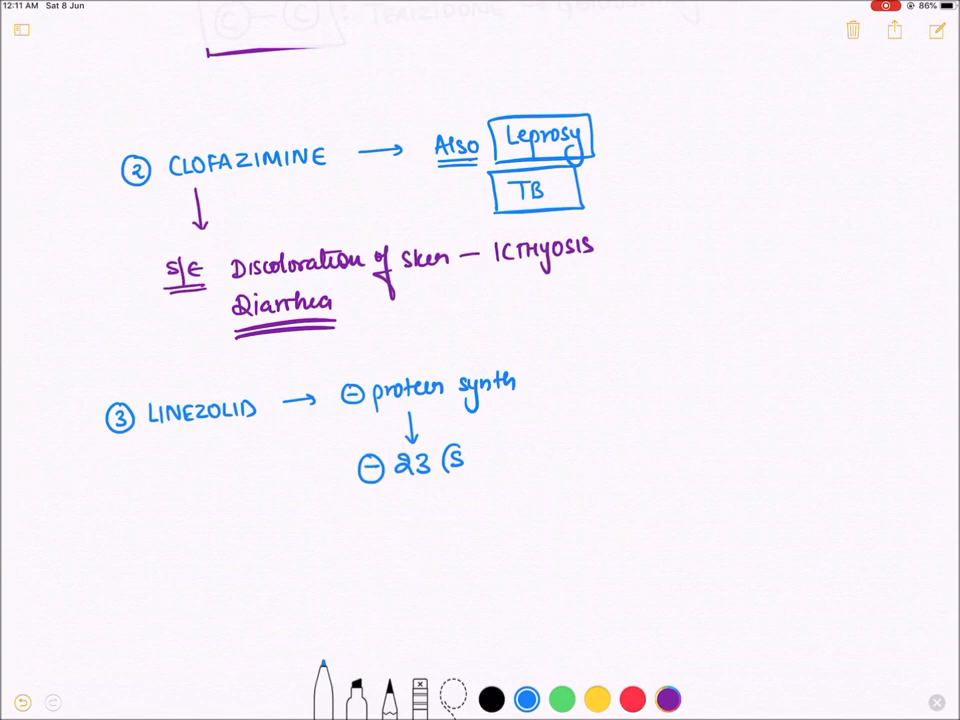 12:11 AM Sat 8 Jun 86%
C - C : TERIZIDONE
② CLOFAZIMINE → Also Leprosy
TB
S/E Discoloration of Skin - ICTHYOSIS
Diarrhea
③ LINEZOLID → ⊖ protein synth
⊖ 23 (S